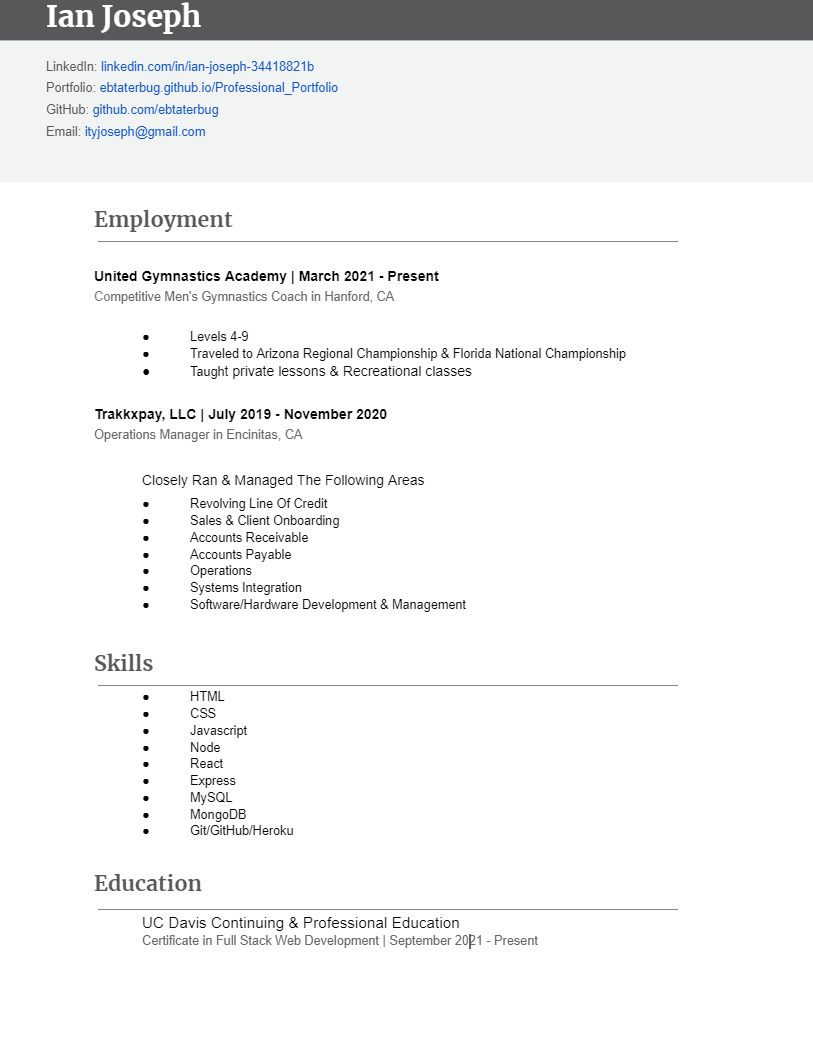 Ian Joseph
LinkedIn: linkedin.com/in/ian-joseph-34418821b
Portfolio: ebtaterbug.github.io/Professional_Portfolio
GitHub: github.com/ebtaterbug
Email: ityjoseph@gmail.com
Employment
United Gymnastics Academy | March 2021 - Present
Competitive Men's Gymnastics Coach in Hanford, CA
● Levels 4-9
● Traveled to Arizona Regional Championship & Florida National Championship
● Taught private lessons & Recreational classes
Trakkxpay, LLC | July 2019 - November 2020
Operations Manager in Encinitas, CA
Closely Ran & Managed The Following Areas
● Revolving Line Of Credit
● Sales & Client Onboarding
● Accounts Receivable
● Accounts Payable
● Operations
● Systems Integration
● Software/Hardware Development & Management
Skills
● HTML
● CSS
● Javascript
● Node
● React
● Express
● MySQL
● MongoDB
● Git/GitHub/Heroku
Education
UC Davis Continuing & Professional Education
Certificate in Full Stack Web Development | September 2021 - Present